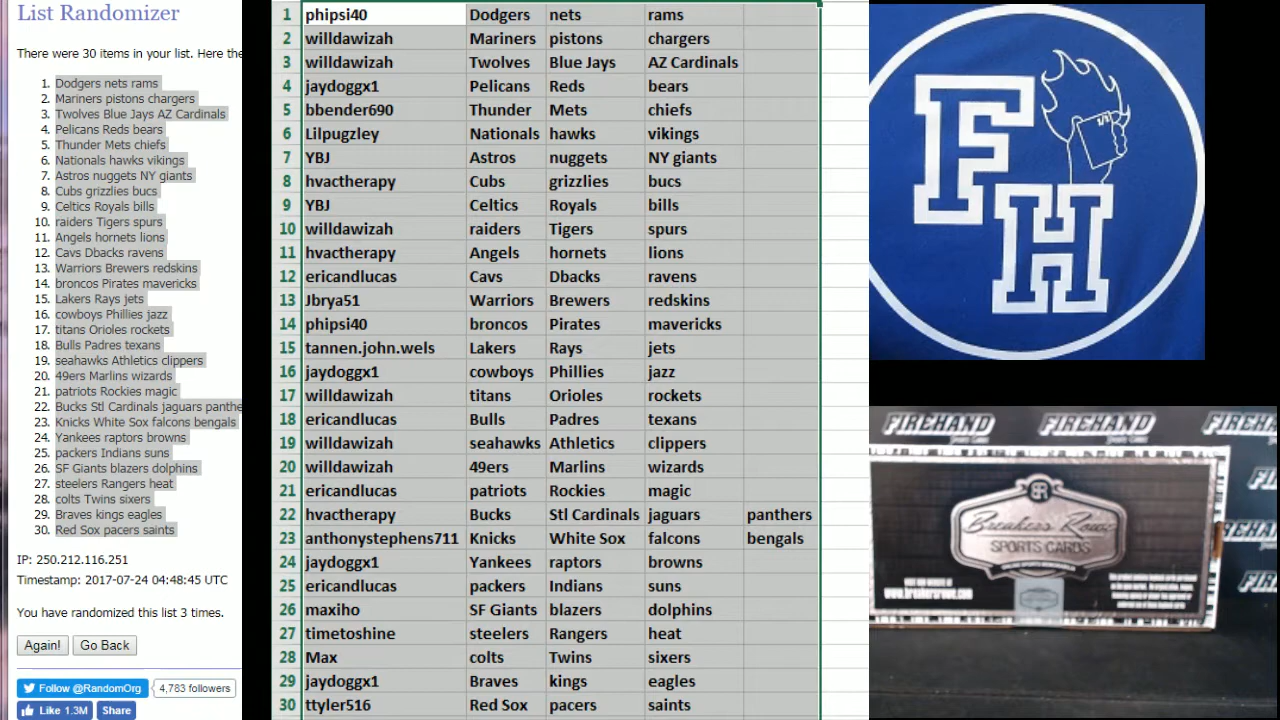 List Randomizer
There were 30 items in your list. Here the
1. Dodgers nets rams
2. Mariners pistons chargers
3. Twolves Blue Jays AZ Cardinals
4. Pelicans Reds bears
5. Thunder Mets chiefs
6. Nationals hawks vikings
7. Astros nuggets NY giants
8. Cubs grizzlies bucs
9. Celtics Royals bills
10. raiders Tigers spurs
11. Angels hornets lions
12. Cavs Dbacks ravens
13. Warriors Brewers redskins
14. broncos Pirates mavericks
15. Lakers Rays jets
16. cowboys Phillies jazz
17. titans Orioles rockets
18. Bulls Padres texans
19. seahawks Athletics clippers
20. 49ers Marlins wizards
21. patriots Rockies magic
22. Bucks Stl Cardinals jaguars panthe
23. Knicks White Sox falcons bengals
24. Yankees raptors browns
25. packers Indians suns
26. SF Giants blazers dolphins
27. steelers Rangers heat
28. colts Twins sixers
29. Braves kings eagles
30. Red Sox pacers saints
IP: 250.212.116.251
Timestamp: 2017-07-24 04:48:45 UTC
You have randomized this list 3 times.
Again! Go Back
Follow @RandomOrg 4,783 followers
Like 1.3M Share
1 phipsi40 Dodgers nets rams
2 willdawizah Mariners pistons chargers
3 willdawizah Twolves Blue Jays AZ Cardinals
4 jaydoggx1 Pelicans Reds bears
5 bbender690 Thunder Mets chiefs
6 Lilpugzley Nationals hawks vikings
7 YBJ Astros nuggets NY giants
8 hvactherapy Cubs grizzlies bucs
9 YBJ Celtics Royals bills
10 willdawizah raiders Tigers spurs
11 hvactherapy Angels hornets lions
12 ericandlucas Cavs Dbacks ravens
13 Jbrya51 Warriors Brewers redskins
14 phipsi40 broncos Pirates mavericks
15 tannen.john.wels Lakers Rays jets
16 jaydoggx1 cowboys Phillies jazz
17 willdawizah titans Orioles rockets
18 ericandlucas Bulls Padres texans
19 willdawizah seahawks Athletics clippers
20 willdawizah 49ers Marlins wizards
21 ericandlucas patriots Rockies magic
22 hvactherapy Bucks Stl Cardinals jaguars panthers
23 anthonystephens711 Knicks White Sox falcons bengals
24 jaydoggx1 Yankees raptors browns
25 ericandlucas packers Indians suns
26 maxiho SF Giants blazers dolphins
27 timetoshine steelers Rangers heat
28 Max colts Twins sixers
29 jaydoggx1 Braves kings eagles
30 ttyler516 Red Sox pacers saints
FH
1/1
FIREHAND FIREHAND FIREH
BR
Breakers Row
SPORTS CARDS